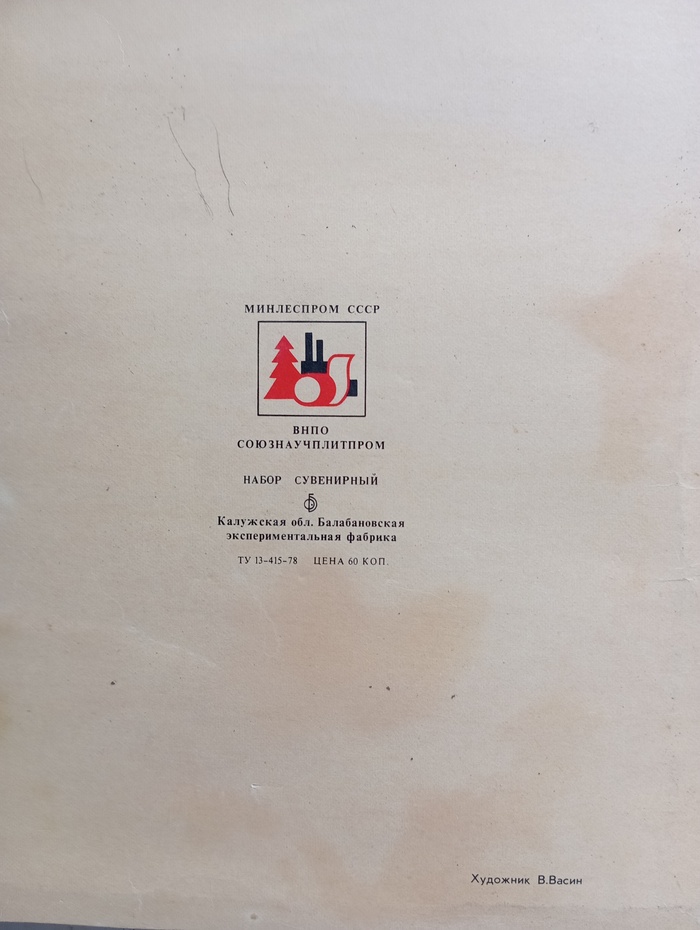 МИНЛЕСПРОМ СССР
ВНПО
СОЮЗНАУЧПЛИТПРОМ
НАБОР СУВЕНИРНЫЙ
Калужская обл. Балабановская
экспериментальная фабрика
ТУ 13-415-78 ЦЕНА 60 КОП.
Художник В.Васин